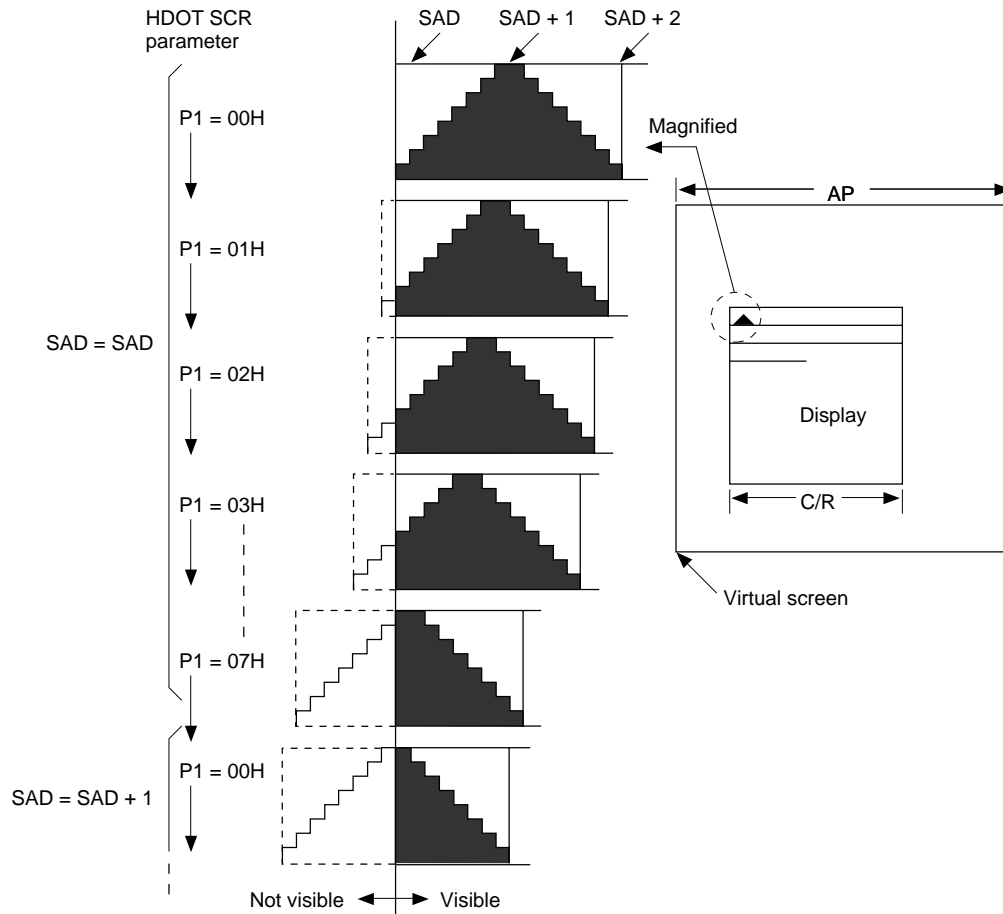 HDOT SCR
parameter
SAD
SAD + 1
SAD + 2
P1 = 00H
Magnified
AP
P1 = 01H
SAD = SAD
P1 = 02H
Display
P1 = 03H
C/R
Virtual screen
P1 = 07H
P1 = 00H
SAD = SAD + 1
Not visible
Visible